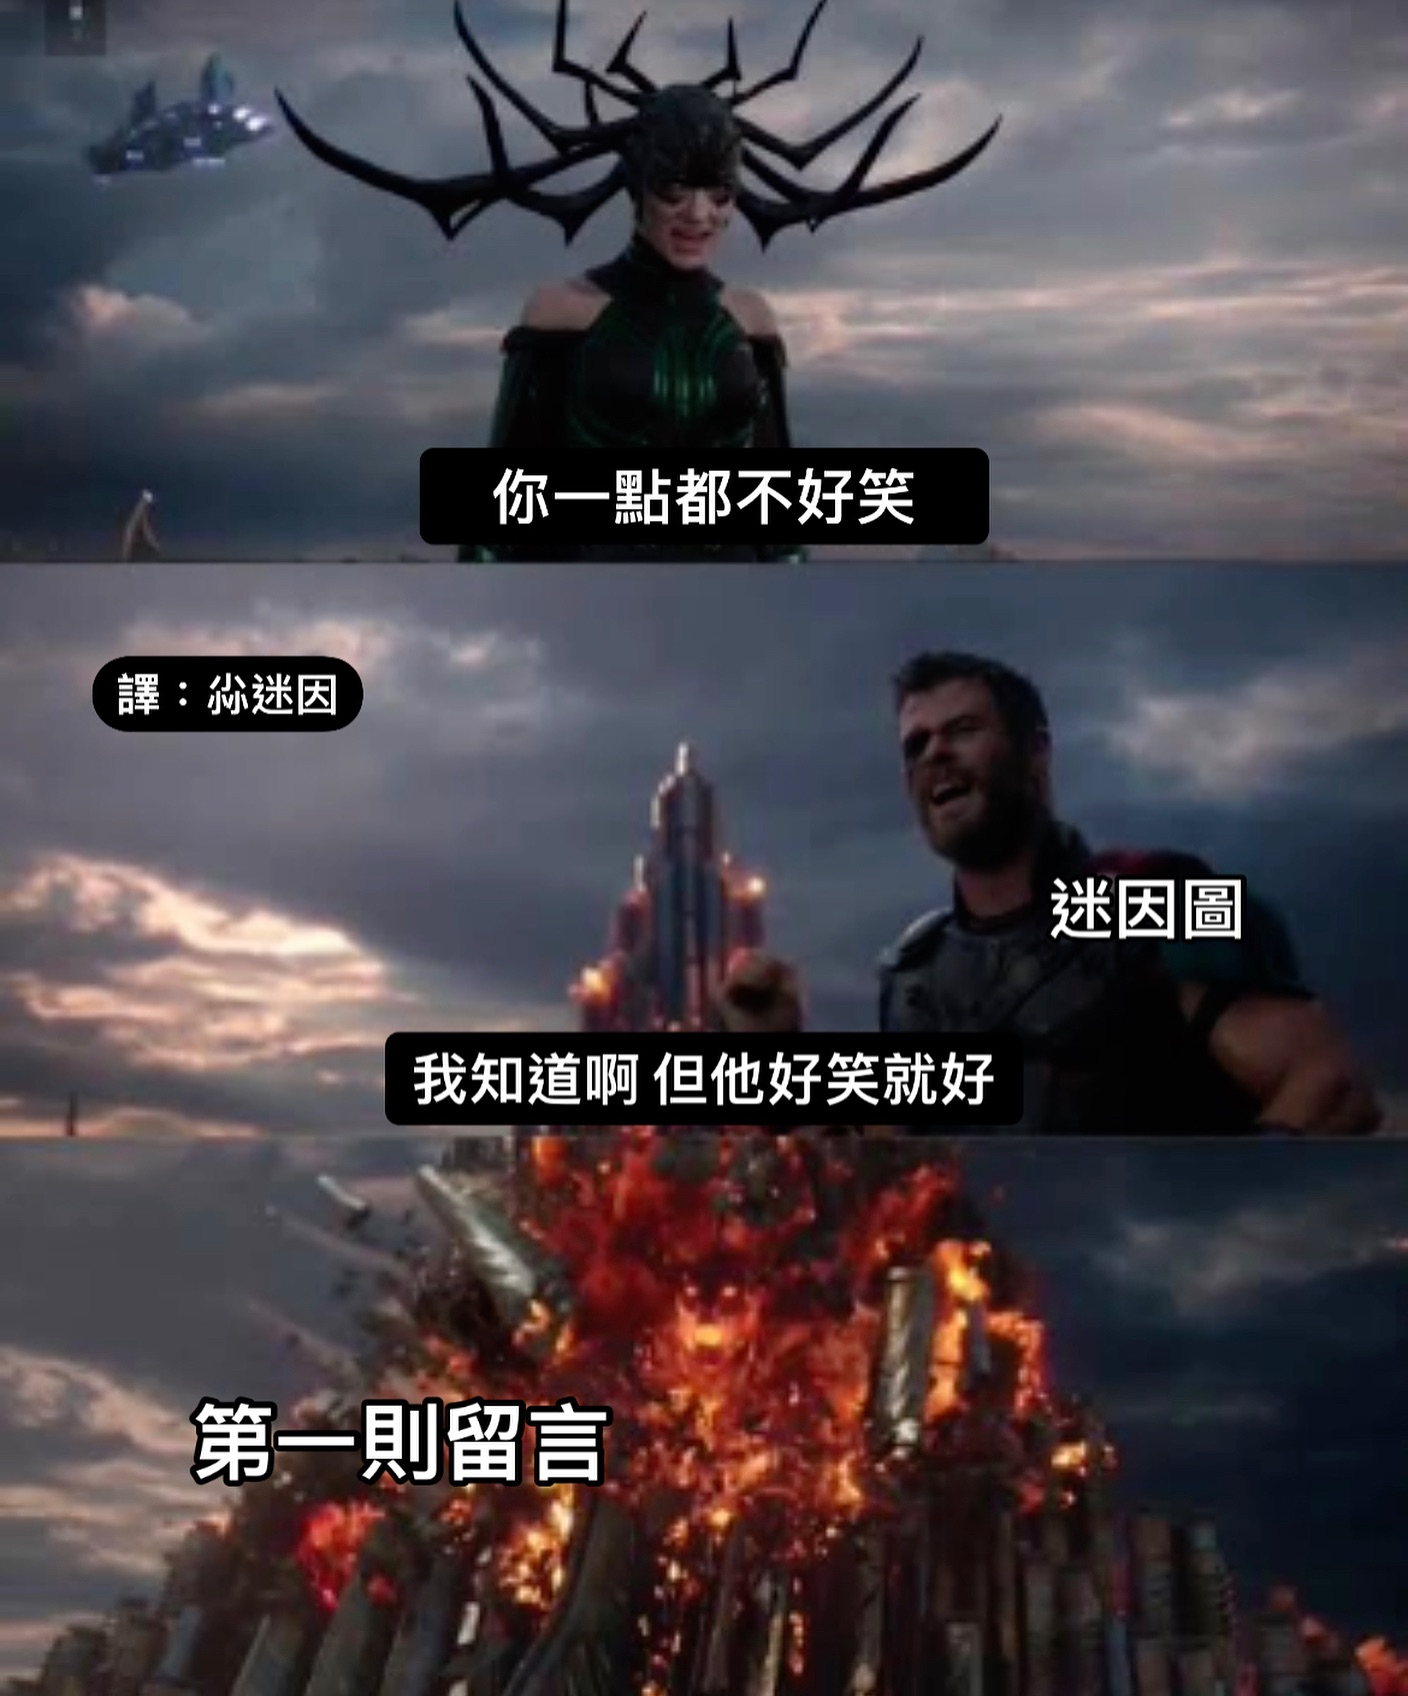 你一點都不好笑
譯：尛迷因
迷因圖
我知道啊 但他好笑就好
第一則留言